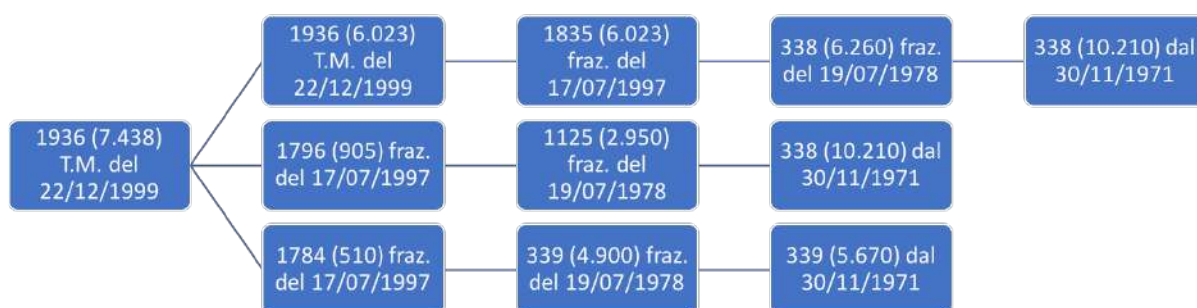 1936 (7.438)
T.M. del
22/12/1999
1936 (6.023)
T.M. del
22/12/1999
1835 (6.023)
fraz. del
17/07/1997
338 (6.260) fraz.
del 19/07/1978
338 (10.210) dal
30/11/1971
1796 (905) fraz.
del 17/07/1997
1125 (2.950)
fraz. del
19/07/1978
338 (10.210) dal
30/11/1971
1784 (510) fraz.
del 17/07/1997
339 (4.900) fraz.
del 19/07/1978
339 (5.670) dal
30/11/1971